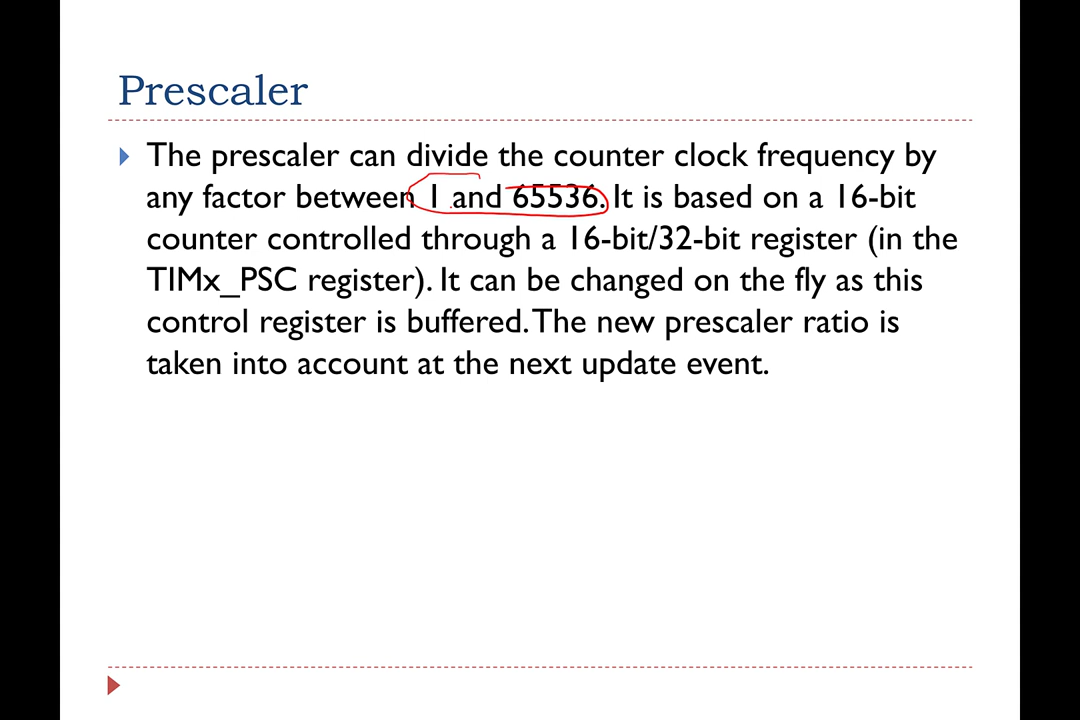 Prescaler
The prescaler can divide the counter clock frequency by
any factor between 1 and 65536. It is based on a 16-bit
counter controlled through a 16-bit/32-bit register (in the
TIMx_PSC register). It can be changed on the fly as this
control register is buffered. The new prescaler ratio is
taken into account at the next update event.